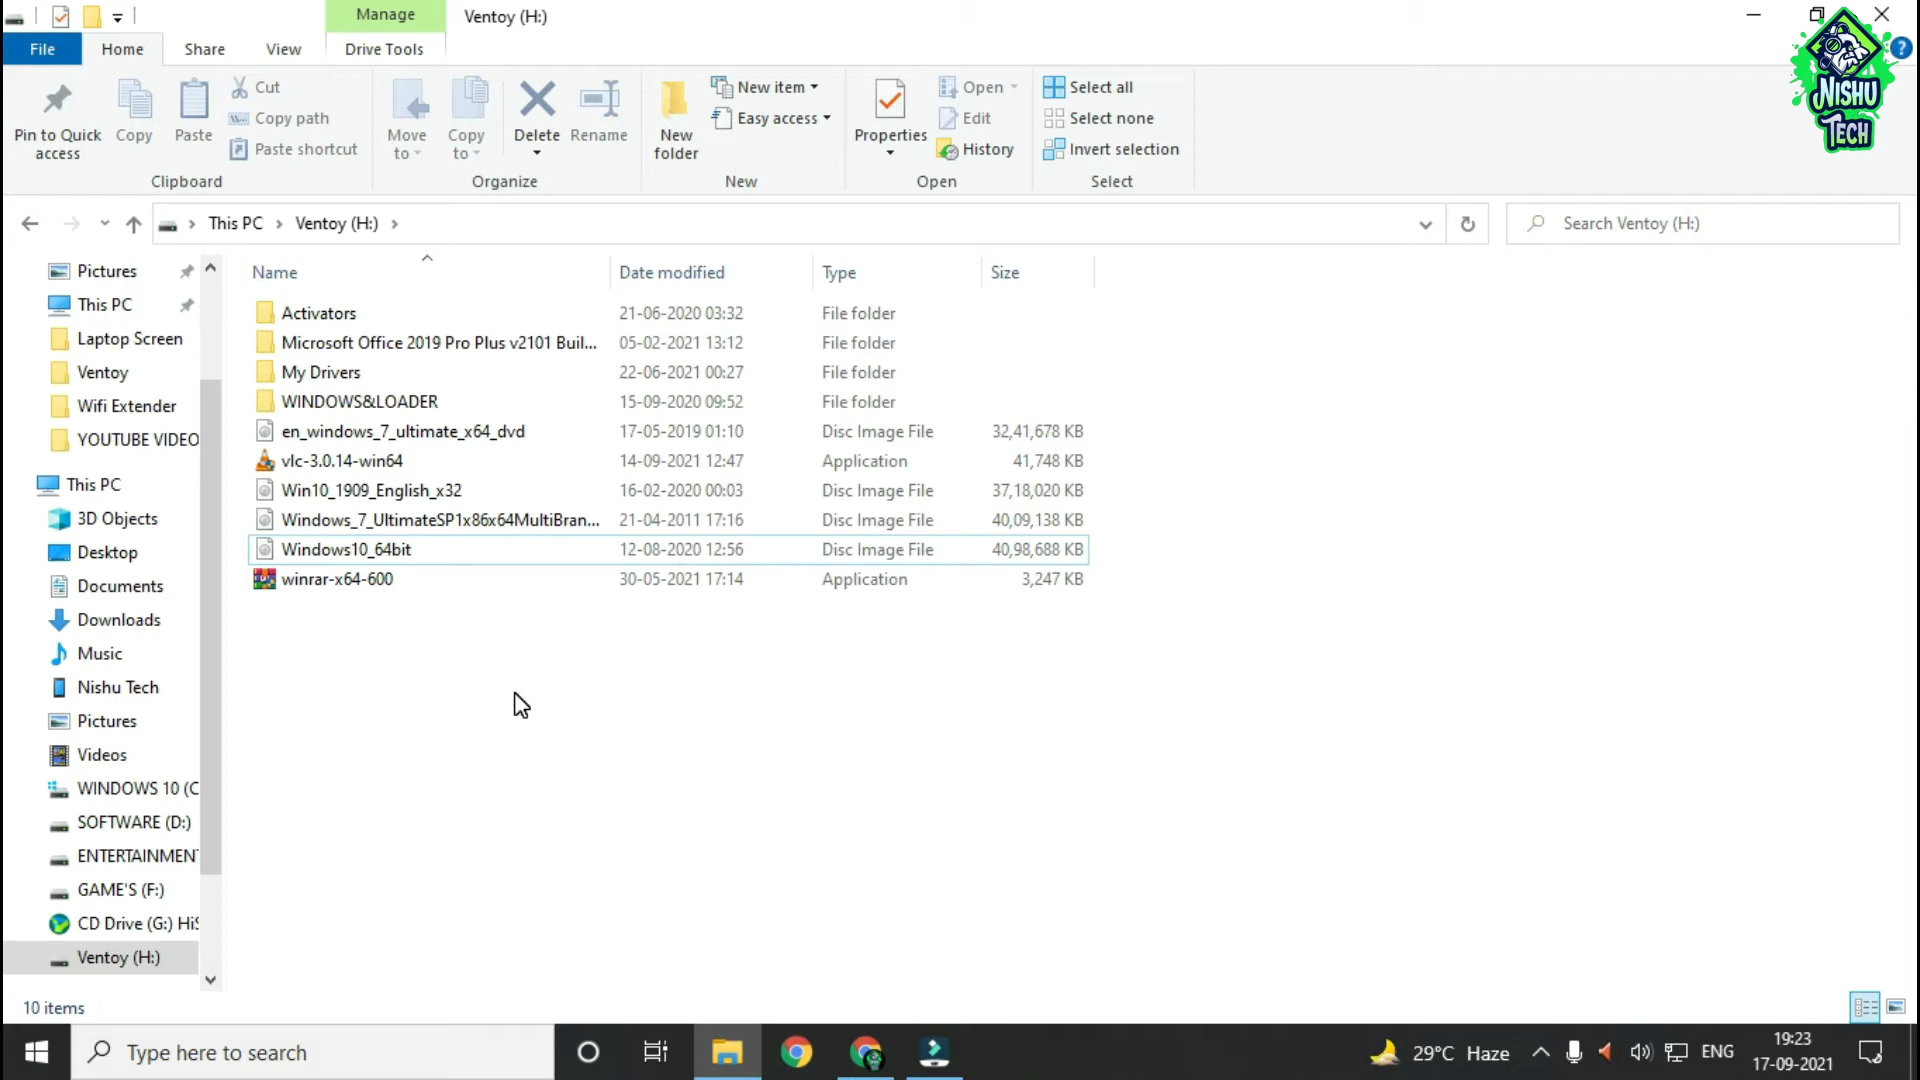 Manage
Ventoy (H:)
File
Home
Share
View
Drive Tools
?
Pin to Quick
access
Copy
Paste
Cut
Copy path
Paste shortcut
Clipboard
Move
to
Copy
to
Delete
Rename
Organize
New
folder
New item
Easy access
New
Properties
Open
Edit
History
Open
Select all
Select none
Invert selection
Select
NISHU
TECH
This PC
Ventoy (H:)
Search Ventoy (H:)
Name
Date modified
Type
Size
Pictures
This PC
Laptop Screen
Ventoy
Wifi Extender
YOUTUBE VIDEO
This PC
3D Objects
Desktop
Documents
Downloads
Music
Nishu Tech
Pictures
Videos
WINDOWS 10 (C
SOFTWARE (D:)
ENTERTAINMENT
GAME'S (F:)
CD Drive (G:) HiS
Ventoy (H:)
Activators 21-06-2020 03:32 File folder
Microsoft Office 2019 Pro Plus v2101 Buil... 05-02-2021 13:12 File folder
My Drivers 22-06-2021 00:27 File folder
WINDOWS&LOADER 15-09-2020 09:52 File folder
en_windows_7_ultimate_x64_dvd 17-05-2019 01:10 Disc Image File 32,41,678 KB
vlc-3.0.14-win64 14-09-2021 12:47 Application 41,748 KB
Win10_1909_English_x32 16-02-2020 00:03 Disc Image File 37,18,020 KB
Windows_7_UltimateSP1x86x64MultiBran... 21-04-2011 17:16 Disc Image File 40,09,138 KB
Windows10_64bit 12-08-2020 12:56 Disc Image File 40,98,688 KB
winrar-x64-600 30-05-2021 17:14 Application 3,247 KB
10 items
Type here to search
29°C Haze
ENG
19:23
17-09-2021